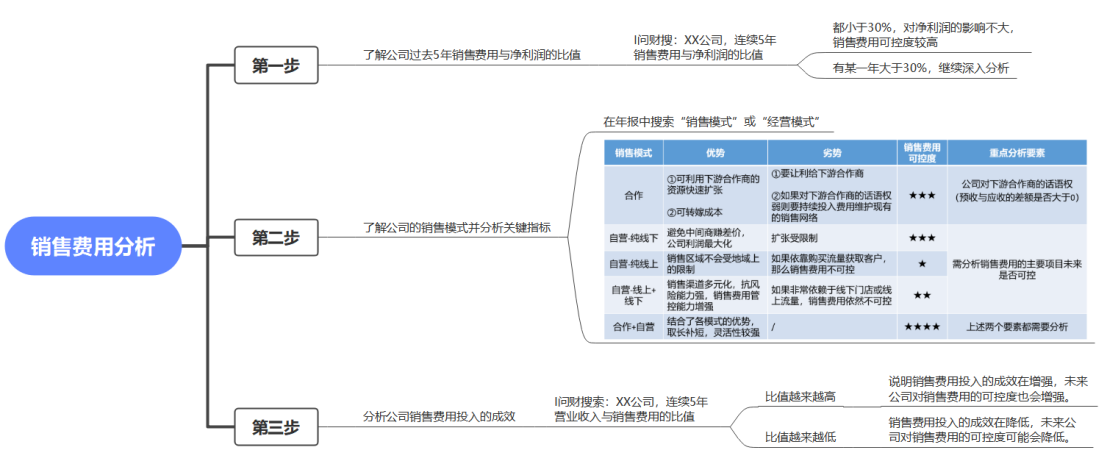 销售费用分析
第一步
了解公司过去5年销售费用与净利润的比值
I问财搜：XX公司，连续5年
销售费用与净利润的比值
都小于30%，对净利润的影响不大，
销售费用可控度较高
有某一年大于30%，继续深入分析
第二步
了解公司的销售模式并分析关键指标
在年报中搜索“销售模式”或“经营模式”
销售模式
优势
劣势
销售费用
可控度
重点分析要素
合作
①可利用下游合作商的
资源快速扩张
②可转嫁成本
①要让利给下游合作商
②如果对下游合作商的话语权
弱则要持续投入费用维护现有
的销售网络
★★★
公司对下游合作商的话语权
(预收与应收的差额是否大于0)
自营-纯线下
避免中间商赚差价，
公司利润最大化
扩张受限制
★★★
自营-纯线上
销售区域不会受地域上
的限制
如果依靠购买流量获取客户，
那么销售费用不可控
★
需分析销售费用的主要项目未来
是否可控
自营-线上+
线下
销售渠道多元化，抗风
险能力强，销售费用管
控能力增强
如果非常依赖于线下门店或线
上流量，销售费用依然不可控
★★
合作+自营
结合了各模式的优势，
取长补短，灵活性较强
/
★★★★
上述两个要素都需要分析
第三步
分析公司销售费用投入的成效
I问财搜索：XX公司，连续5年
营业收入与销售费用的比值
比值越来越高
说明销售费用投入的成效在增强，未来
公司对销售费用的可控度也会增强。
比值越来越低
销售费用投入的成效在降低，未来公
司对销售费用的可控度可能会降低。